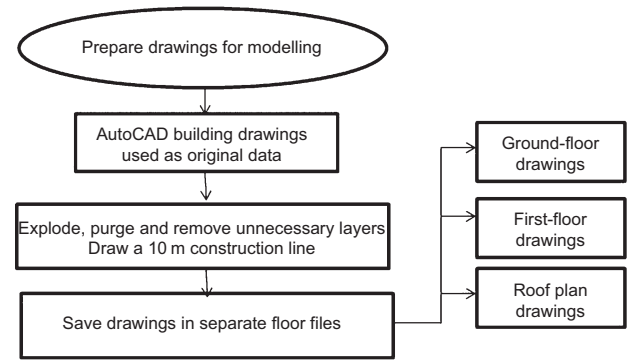 Prepare drawings for modelling
AutoCAD building drawings
used as original data
Explode, purge and remove unnecessary layers
Draw a 10 m construction line
Save drawings in separate floor files
Ground-floor
drawings
First-floor
drawings
Roof plan
drawings